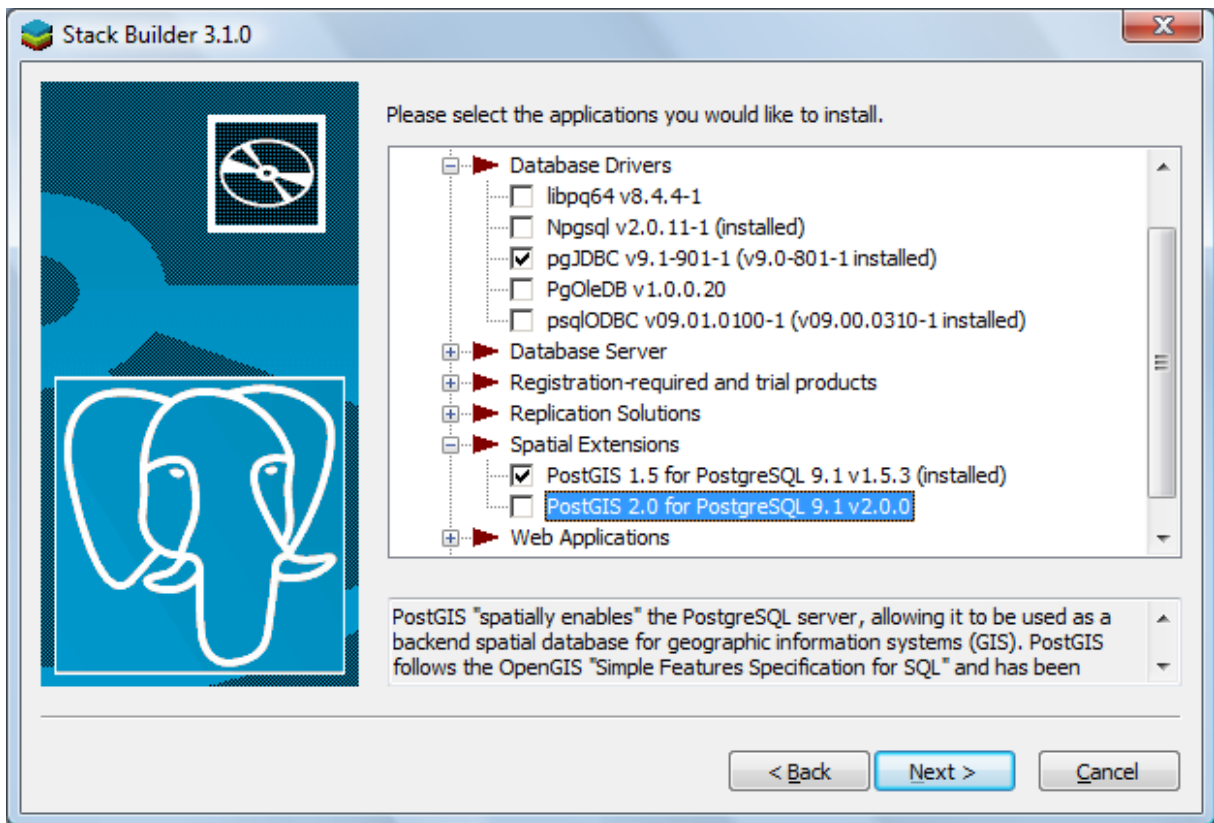 Stack Builder 3.1.0
Please select the applications you would like to install.
Database Drivers
libpq64 v8.4.4-1
Npgsql v2.0.11-1 (installed)
pgJDBC v9.1-901-1 (v9.0-801-1 installed)
PgOleDB v1.0.0.20
psqlODBC v09.01.0100-1 (v09.00.0310-1 installed)
Database Server
Registration-required and trial products
Replication Solutions
Spatial Extensions
PostGIS 1.5 for PostgreSQL 9.1 v1.5.3 (installed)
PostGIS 2.0 for PostgreSQL 9.1 v2.0.0
Web Applications
PostGIS "spatially enables" the PostgreSQL server, allowing it to be used as a
backend spatial database for geographic information systems (GIS). PostGIS
follows the OpenGIS "Simple Features Specification for SQL" and has been
< Back Next > Cancel